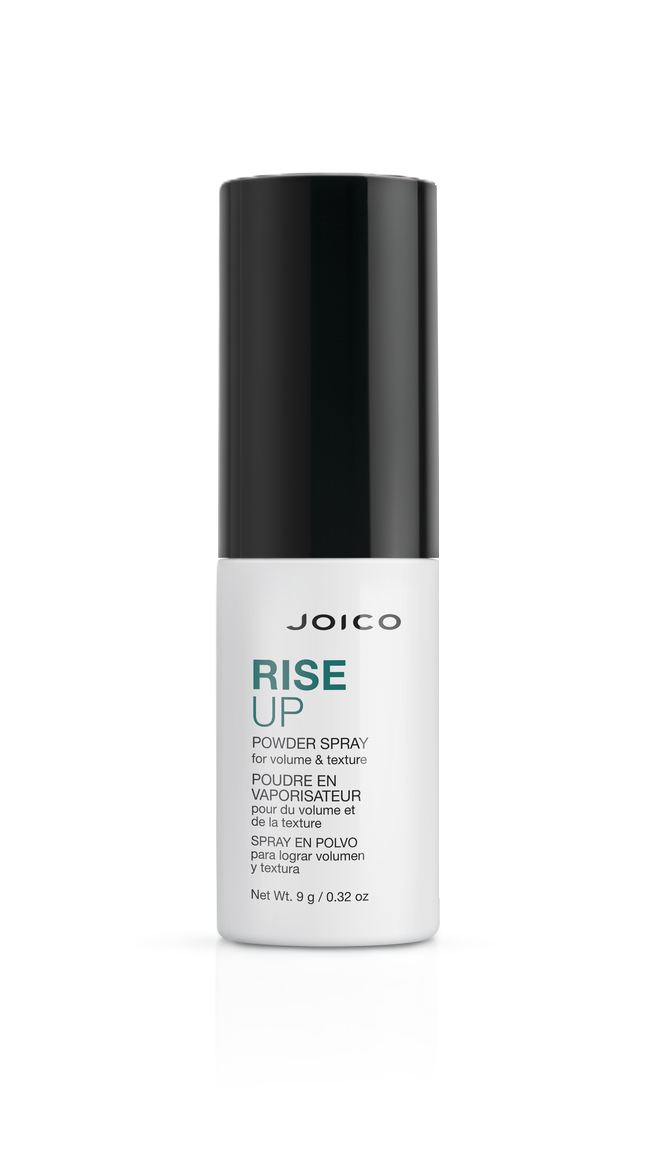 JOICO
RISE
UP
POWDER SPRAY
for volume & texture
POUDRE EN
VAPORISATEUR
pour du volume et
de la texture
SPRAY EN POLVO
para lograr volumen
y textura
Net Wt. 9 g / 0.32 oz